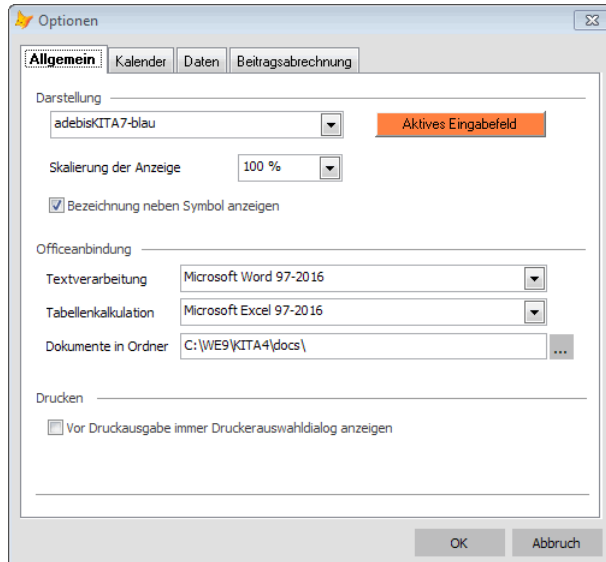 Optionen
Allgemein Kalender Daten Beitragsabrechnung
Darstellung
adebisKITA7-blau Aktives Eingabefeld
Skalierung der Anzeige 100 %
Bezeichnung neben Symbol anzeigen
Officeanbindung
Textverarbeitung Microsoft Word 97-2016
Tabellenkalkulation Microsoft Excel 97-2016
Dokumente in Ordner C:\WE9\KITA4\docs\ ...
Drucken
Vor Druckausgabe immer Druckerauswahldialog anzeigen
OK Abbruch